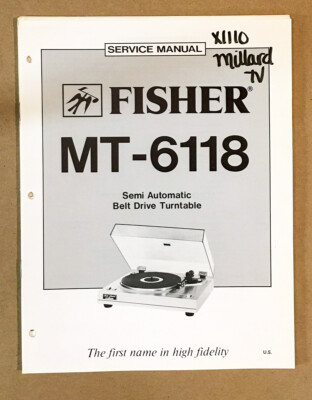 SERVICE MANUAL
X1110
Millard
TV
FISHER®
MT-6118
Semi Automatic
Belt Drive Turntable
The first name in high fidelity
U.S.